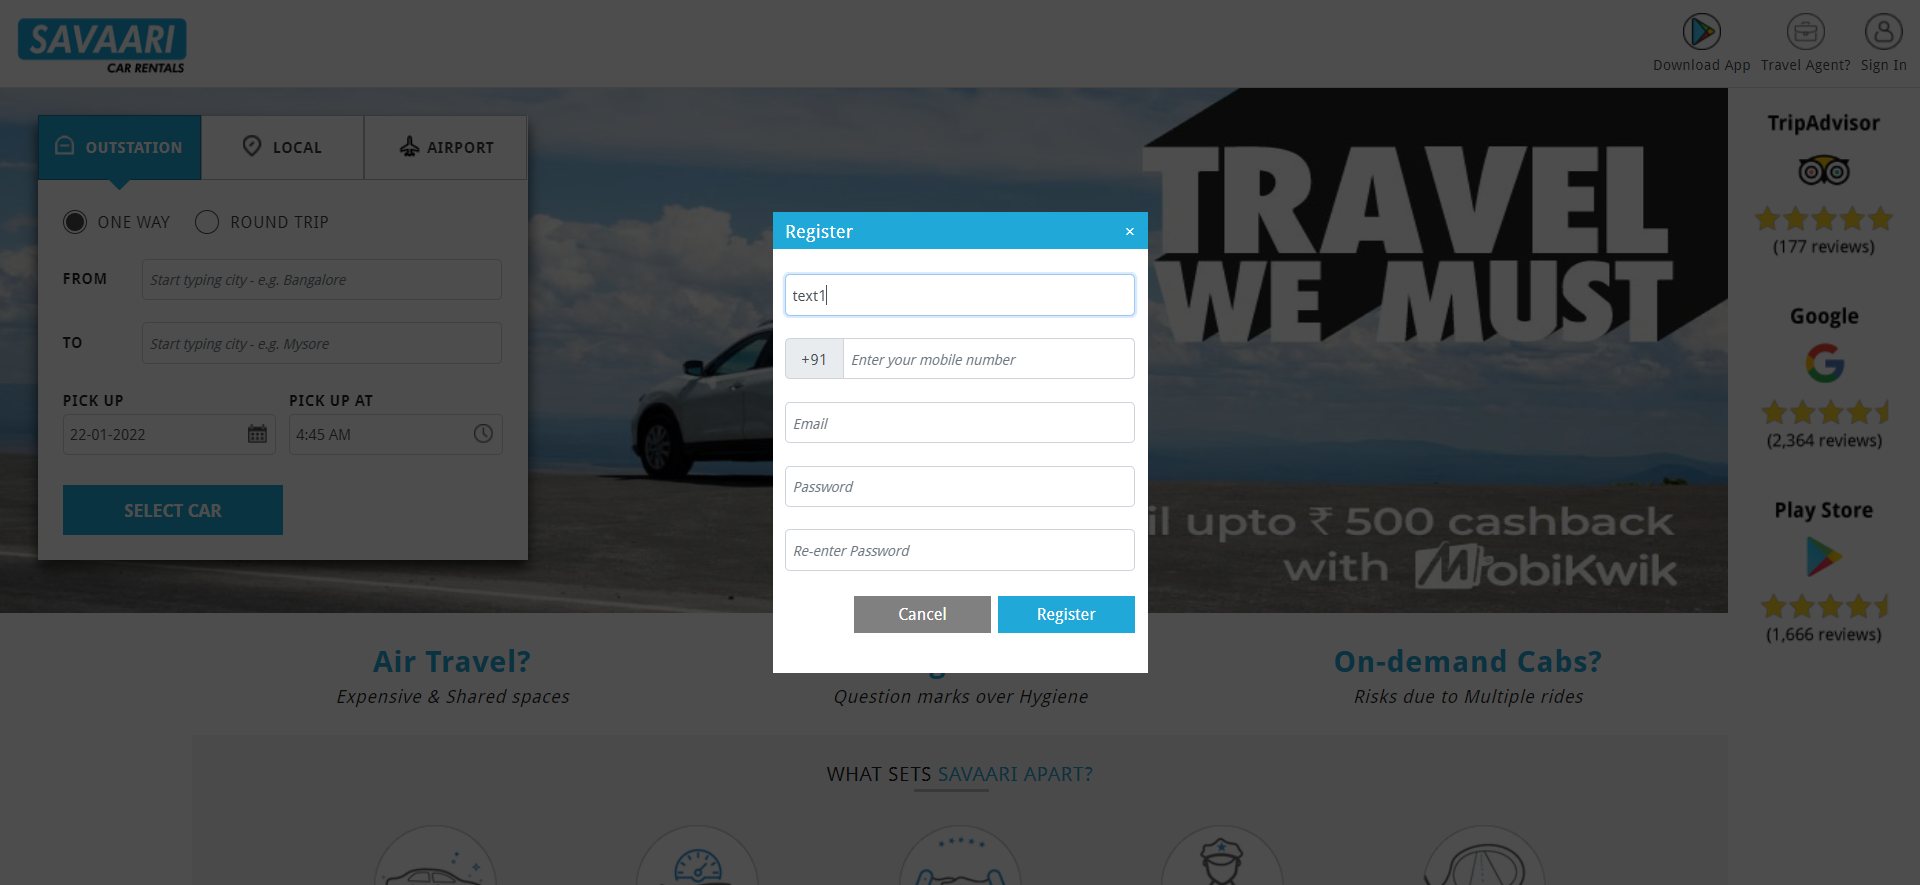 SAVAARI
CAR RENTALS
Download App
Travel Agent?
Sign In
OUTSTATION
LOCAL
AIRPORT
ONE WAY
ROUND TRIP
FROM
Start typing city - e.g. Bangalore
TO
Start typing city - e.g. Mysore
PICK UP
PICK UP AT
22-01-2022
4:45 AM
SELECT CAR
TRAVEL
WE MUST
upto ₹ 500 cashback
with MobiKwik
Register
×
text1
+91
Enter your mobile number
Email
Password
Re-enter Password
Cancel
Register
TripAdvisor
(177 reviews)
Google
(2,364 reviews)
Play Store
(1,666 reviews)
Air Travel?
Expensive & Shared spaces
Question marks over Hygiene
On-demand Cabs?
Risks due to Multiple rides
WHAT SETS SAVAARI APART?